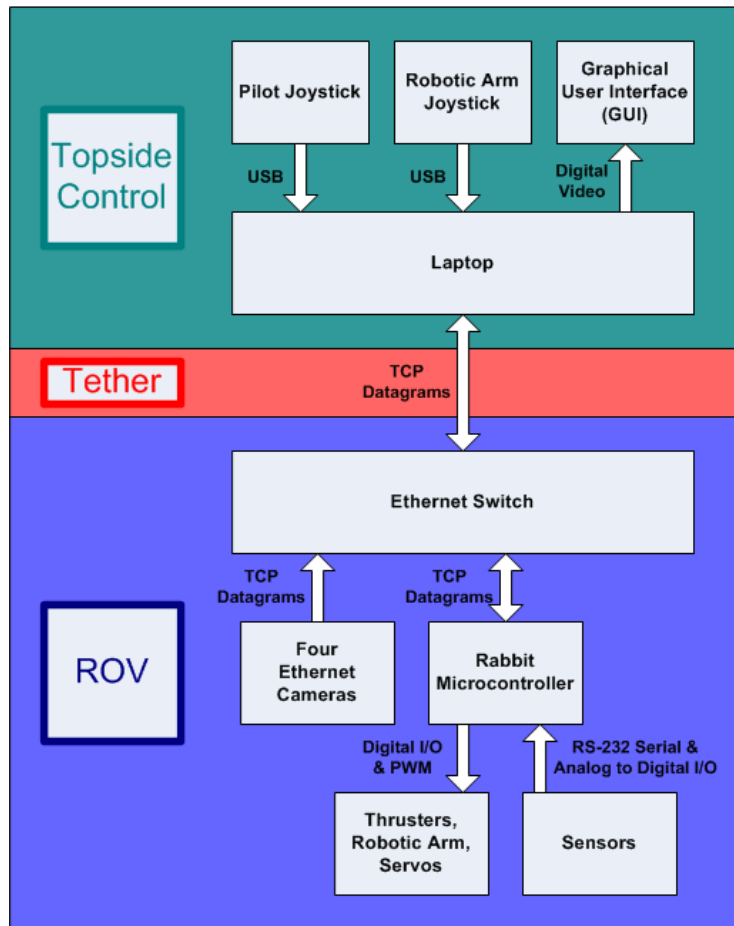 Topside
Control
Pilot Joystick
Robotic Arm
Joystick
Graphical
User Interface
(GUI)
USB
USB
Digital
Video
Laptop
Tether
TCP
Datagrams
ROV
Ethernet Switch
TCP
Datagrams
TCP
Datagrams
Four
Ethernet
Cameras
Rabbit
Microcontroller
Digital I/O
& PWM
RS-232 Serial &
Analog to Digital I/O
Thrusters,
Robotic Arm,
Servos
Sensors